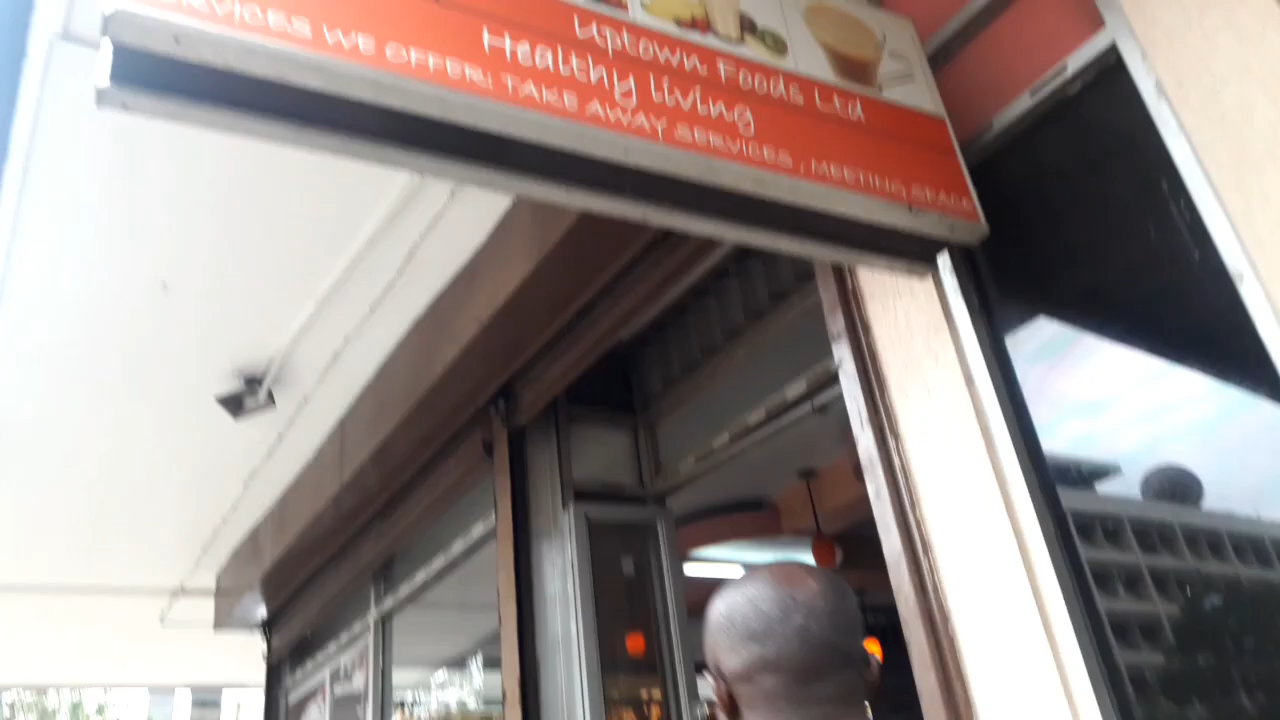 Uptown Foods Ltd
Healthy living
SERVICES WE OFFER: TAKE AWAY SERVICES , MEETING SPACE